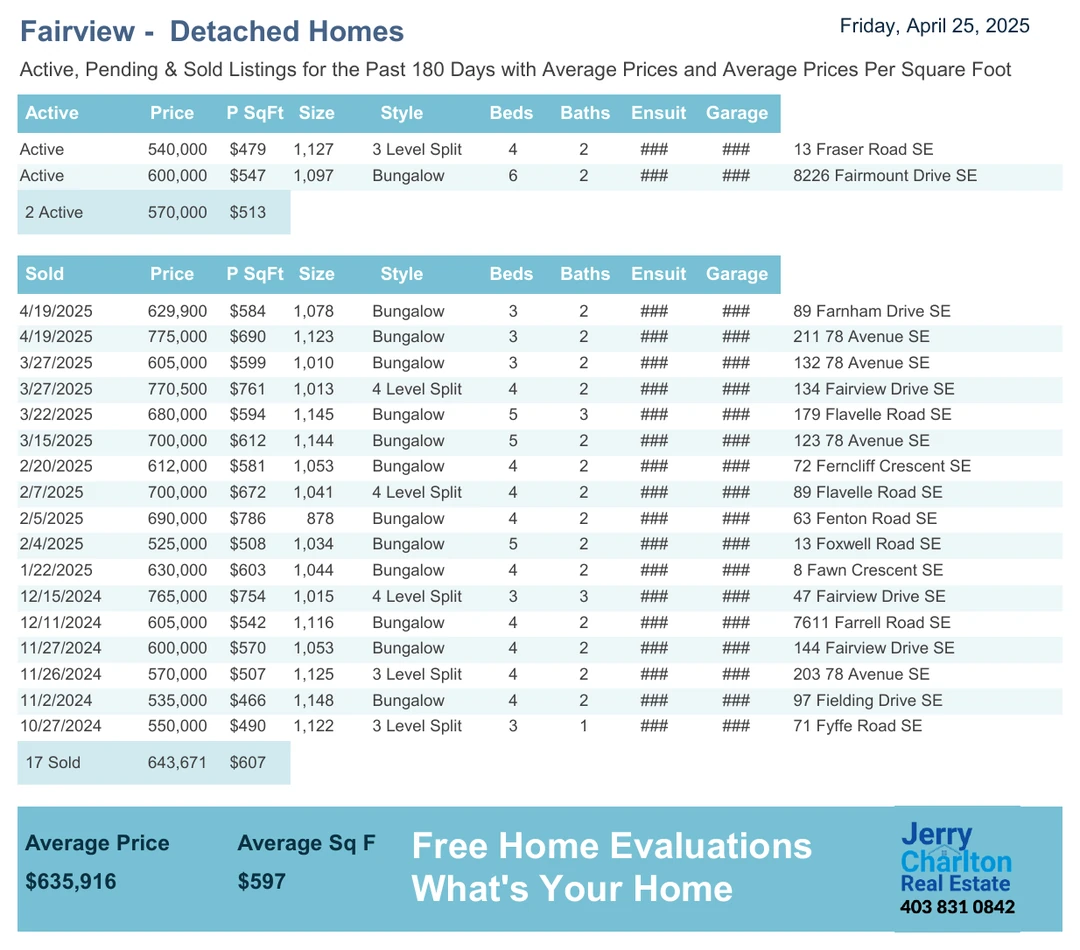 Fairview - Detached Homes
Friday, April 25, 2025
Active, Pending & Sold Listings for the Past 180 Days with Average Prices and Average Prices Per Square Foot
Active Price P SqFt Size Style Beds Baths Ensuit Garage
Active 540,000 $479 1,127 3 Level Split 4 2 ### ### 13 Fraser Road SE
Active 600,000 $547 1,097 Bungalow 6 2 ### ### 8226 Fairmount Drive SE
2 Active 570,000 $513
Sold Price P SqFt Size Style Beds Baths Ensuit Garage
4/19/2025 629,900 $584 1,078 Bungalow 3 2 ### ### 89 Farnham Drive SE
4/19/2025 775,000 $690 1,123 Bungalow 3 2 ### ### 211 78 Avenue SE
3/27/2025 605,000 $599 1,010 Bungalow 3 2 ### ### 132 78 Avenue SE
3/27/2025 770,500 $761 1,013 4 Level Split 4 2 ### ### 134 Fairview Drive SE
3/22/2025 680,000 $594 1,145 Bungalow 5 3 ### ### 179 Flavelle Road SE
3/15/2025 700,000 $612 1,144 Bungalow 5 2 ### ### 123 78 Avenue SE
2/20/2025 612,000 $581 1,053 Bungalow 4 2 ### ### 72 Ferncliff Crescent SE
2/7/2025 700,000 $672 1,041 4 Level Split 4 2 ### ### 89 Flavelle Road SE
2/5/2025 690,000 $786 878 Bungalow 4 2 ### ### 63 Fenton Road SE
2/4/2025 525,000 $508 1,034 Bungalow 5 2 ### ### 13 Foxwell Road SE
1/22/2025 630,000 $603 1,044 Bungalow 4 2 ### ### 8 Fawn Crescent SE
12/15/2024 765,000 $754 1,015 4 Level Split 3 3 ### ### 47 Fairview Drive SE
12/11/2024 605,000 $542 1,116 Bungalow 4 2 ### ### 7611 Farrell Road SE
11/27/2024 600,000 $570 1,053 Bungalow 4 2 ### ### 144 Fairview Drive SE
11/26/2024 570,000 $507 1,125 3 Level Split 4 2 ### ### 203 78 Avenue SE
11/2/2024 535,000 $466 1,148 Bungalow 4 2 ### ### 97 Fielding Drive SE
10/27/2024 550,000 $490 1,122 3 Level Split 3 1 ### ### 71 Fyffe Road SE
17 Sold 643,671 $607
Average Price Average Sq F
$635,916 $597
Free Home Evaluations
What's Your Home
Jerry
Charlton
Real Estate
403 831 0842